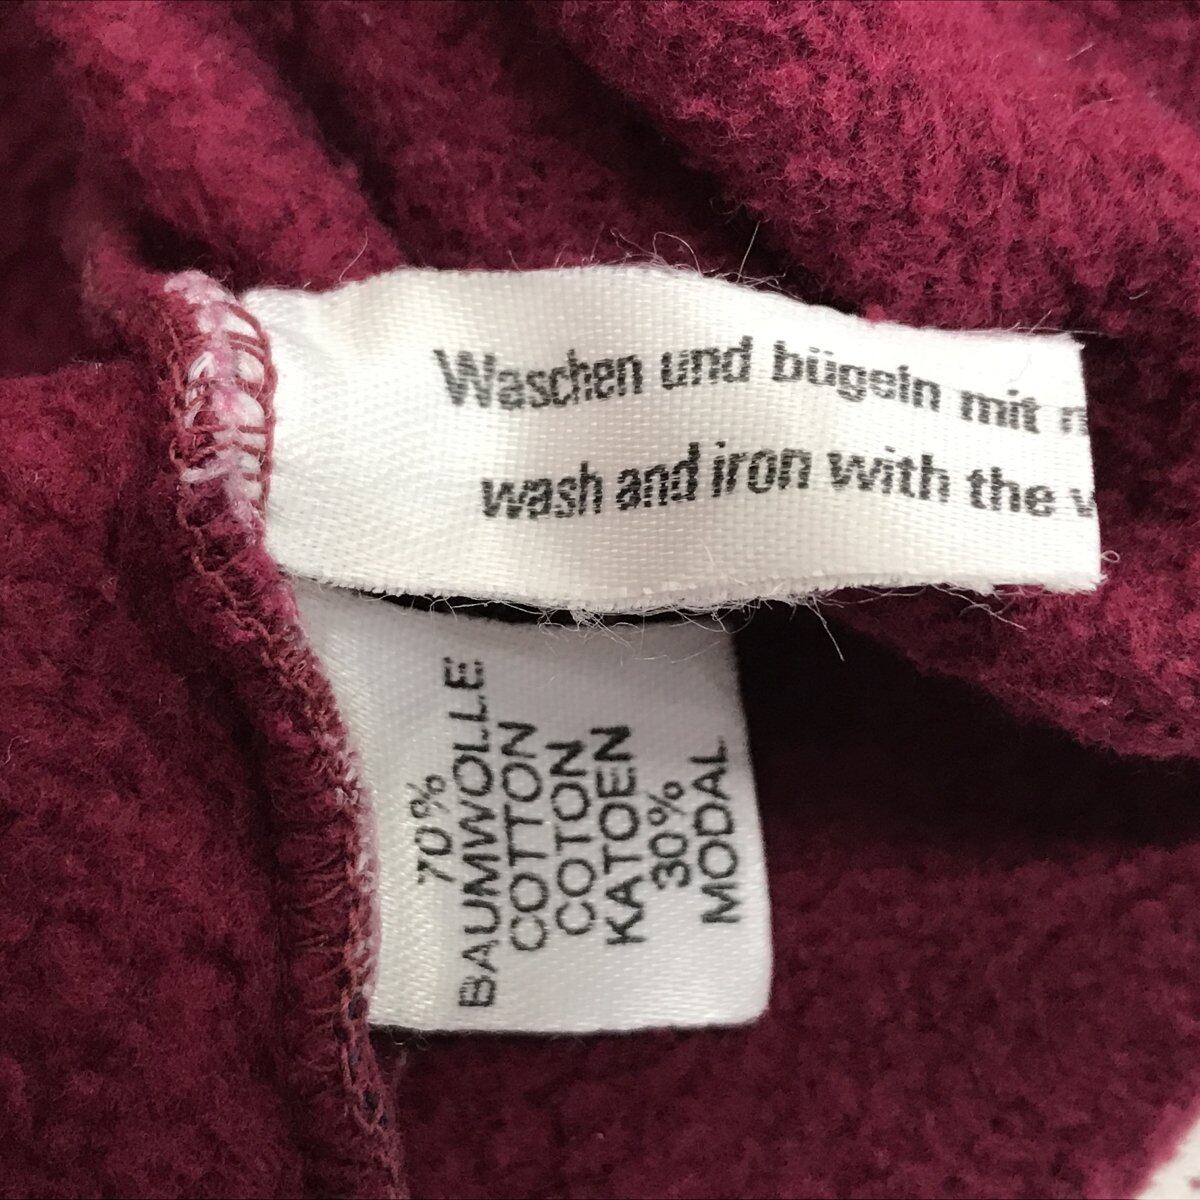 Waschen und bügeln mit
wash and iron with the
70%
BAUMWOLLE
COTTON
COTON
KATOEN
30%
MODAL